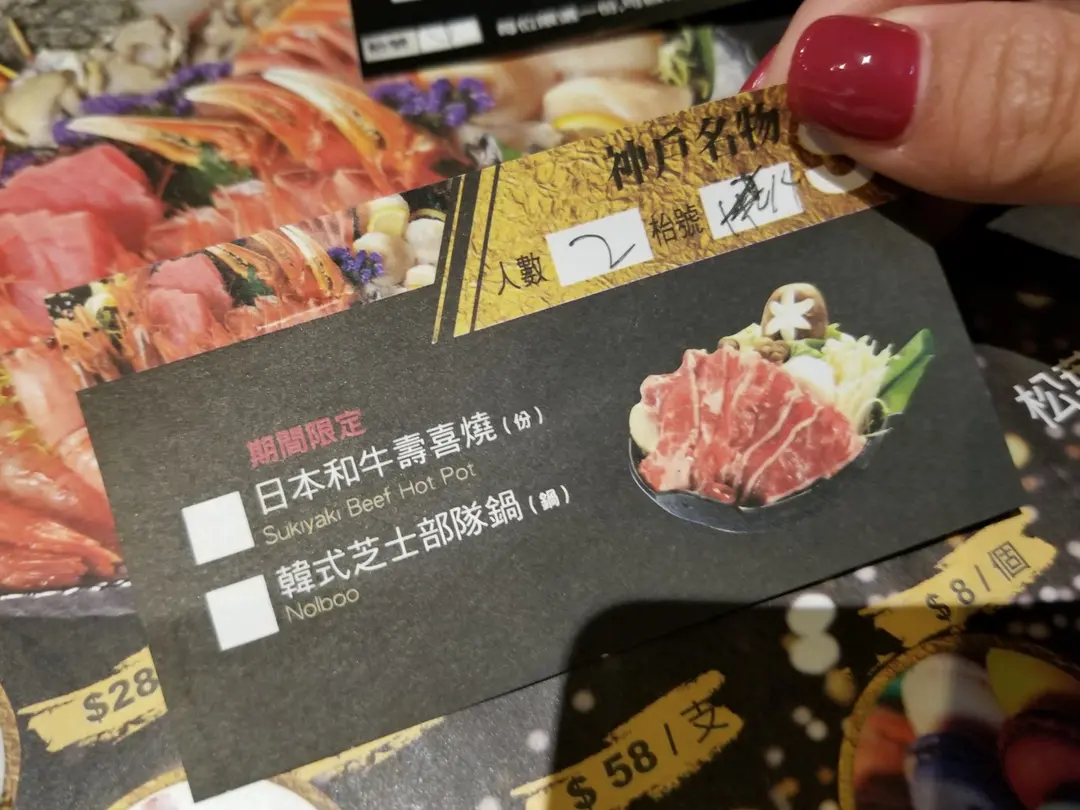 神戶名物
人數 2 枱號
期間限定
日本和牛壽喜燒(份)
Sukiyaki Beef Hot Pot
韓式芝士部隊鍋(鍋)
Nolboo
松
$8/個
$28
$58/支